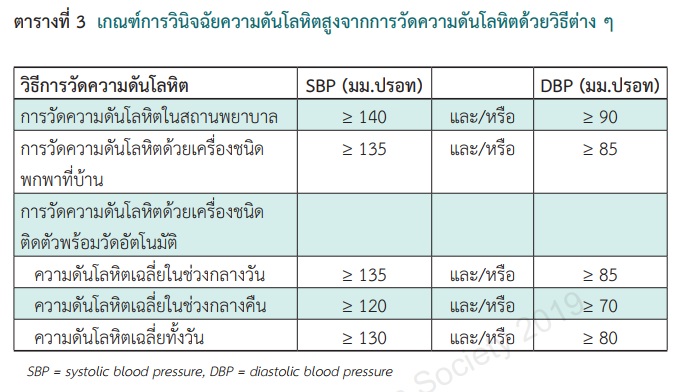 ตารางที่ 3 เกณฑ์การวินิจฉัยความดันโลหิตสูงจากการวัดความดันโลหิตด้วยวิธีต่าง ๆ
วิธีการวัดความดันโลหิต SBP (มม.ปรอท) DBP (มม.ปรอท)
การวัดความดันโลหิตในสถานพยาบาล ≥ 140 และ/หรือ ≥ 90
การวัดความดันโลหิตด้วยเครื่องชนิด ≥ 135 และ/หรือ ≥ 85
พกพาที่บ้าน
การวัดความดันโลหิตด้วยเครื่องชนิด
ติดตัวพร้อมวัดอัตโนมัติ
ความดันโลหิตเฉลี่ยในช่วงกลางวัน ≥ 135 และ/หรือ ≥ 85
ความดันโลหิตเฉลี่ยในช่วงกลางคืน ≥ 120 และ/หรือ ≥ 70
ความดันโลหิตเฉลี่ยทั้งวัน ≥ 130 และ/หรือ ≥ 80
SBP = systolic blood pressure, DBP = diastolic blood pressure
Society 2019